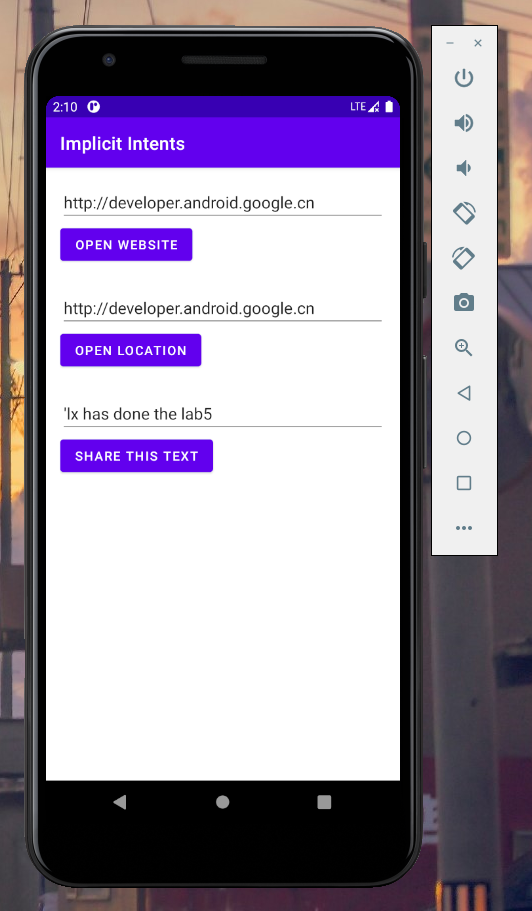 2:10
LTE
Implicit Intents
http://developer.android.google.cn
OPEN WEBSITE
http://developer.android.google.cn
OPEN LOCATION
'lx has done the lab5
SHARE THIS TEXT